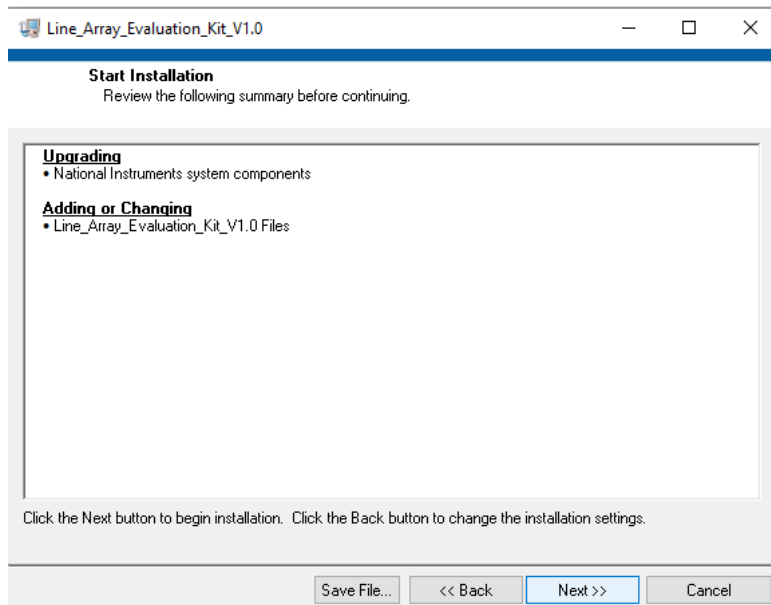 Line_Array_Evaluation_Kit_V1.0
Start Installation
Review the following summary before continuing.
Upgrading
• National Instruments system components
Adding or Changing
• Line_Array_Evaluation_Kit_V1.0 Files
Click the Next button to begin installation.  Click the Back button to change the installation settings.
Save File... << Back Next >> Cancel